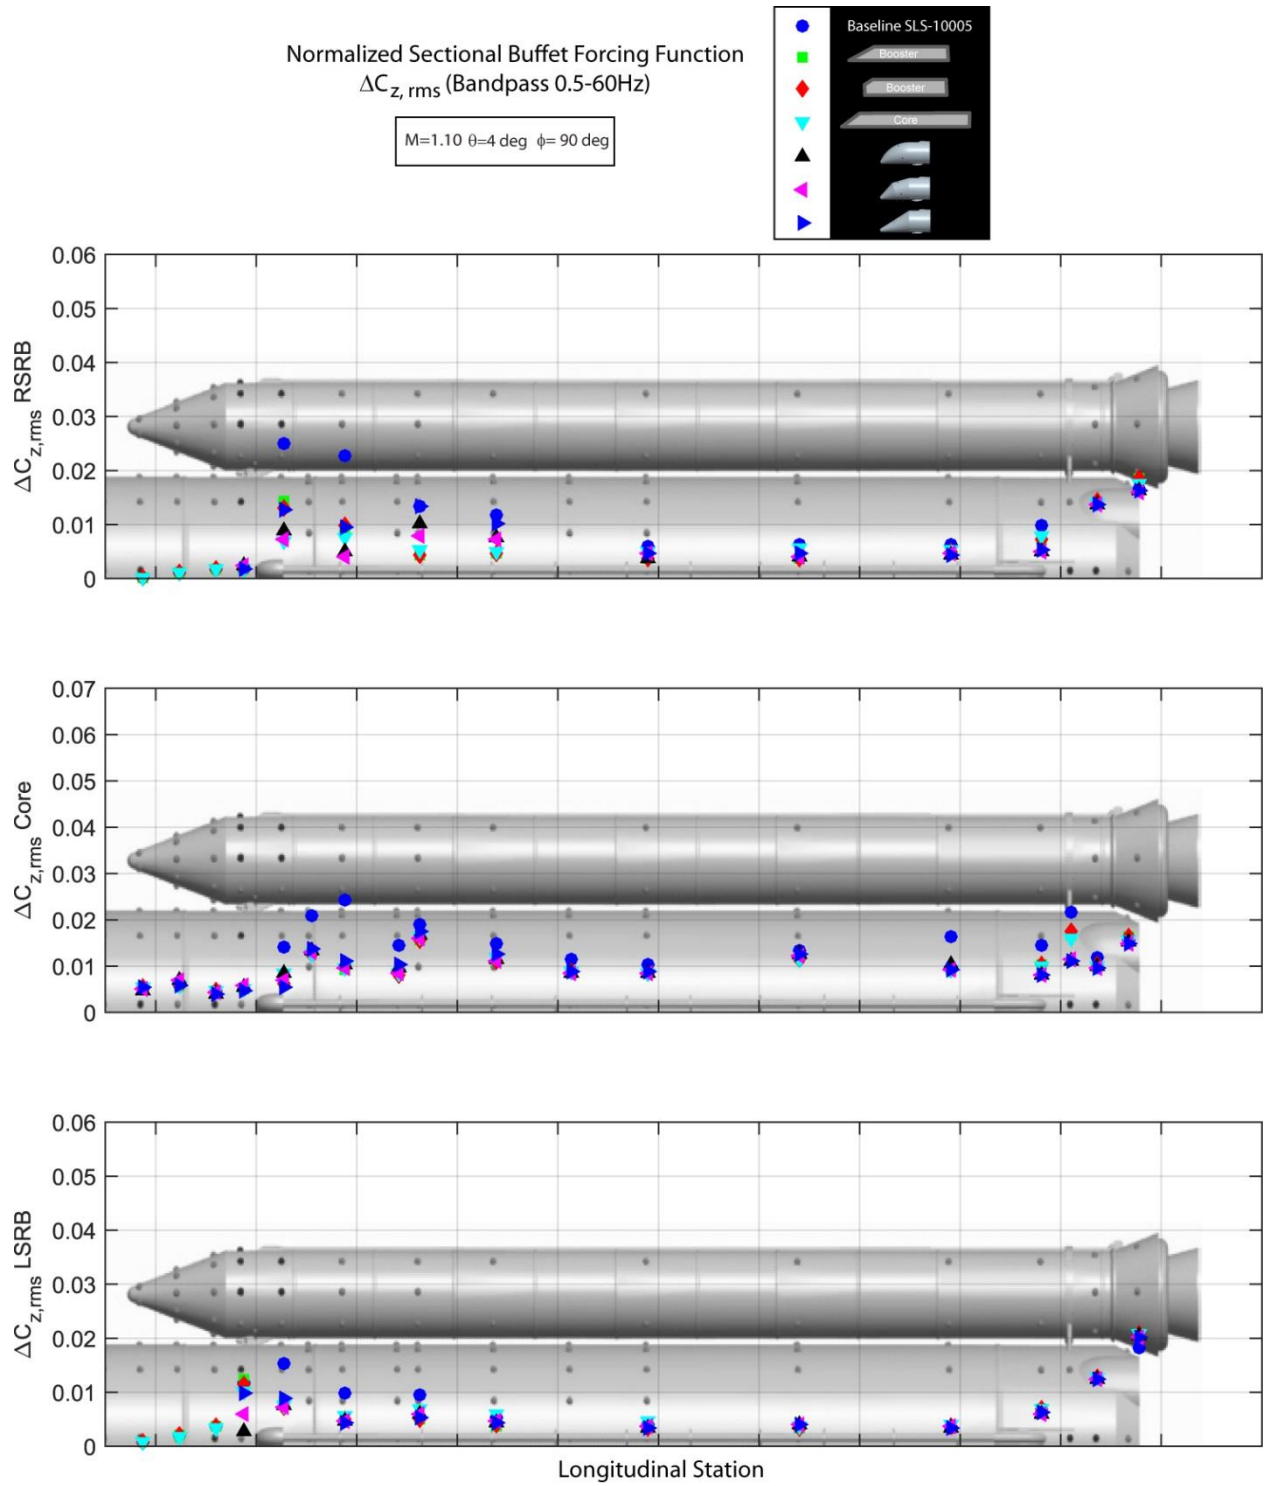 Normalized Sectional Buffet Forcing Function
ΔCz, rms (Bandpass 0.5-60Hz)
M=1.10 θ=4 deg ϕ= 90 deg
Baseline SLS-10005
Booster
Booster
Core
0.06
0.05
0.04
0.03
0.02
0.01
0
ΔCz,rms RSRB
0.07
0.06
0.05
0.04
0.03
0.02
0.01
0
ΔCz,rms Core
0.06
0.05
0.04
0.03
0.02
0.01
0
ΔCz,rms LSRB
Longitudinal Station